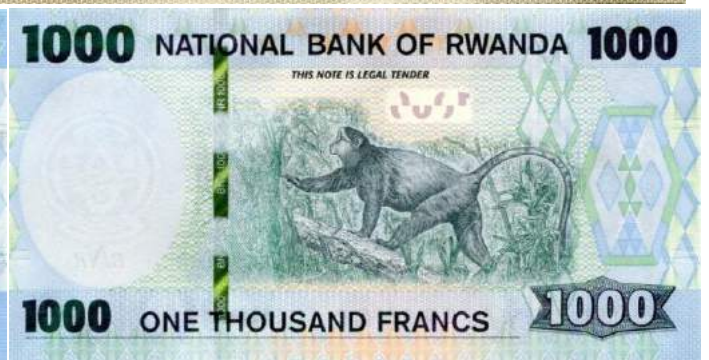 1000 NATIONAL BANK OF RWANDA 1000
THIS NOTE IS LEGAL TENDER
1000 ONE THOUSAND FRANCS 1000